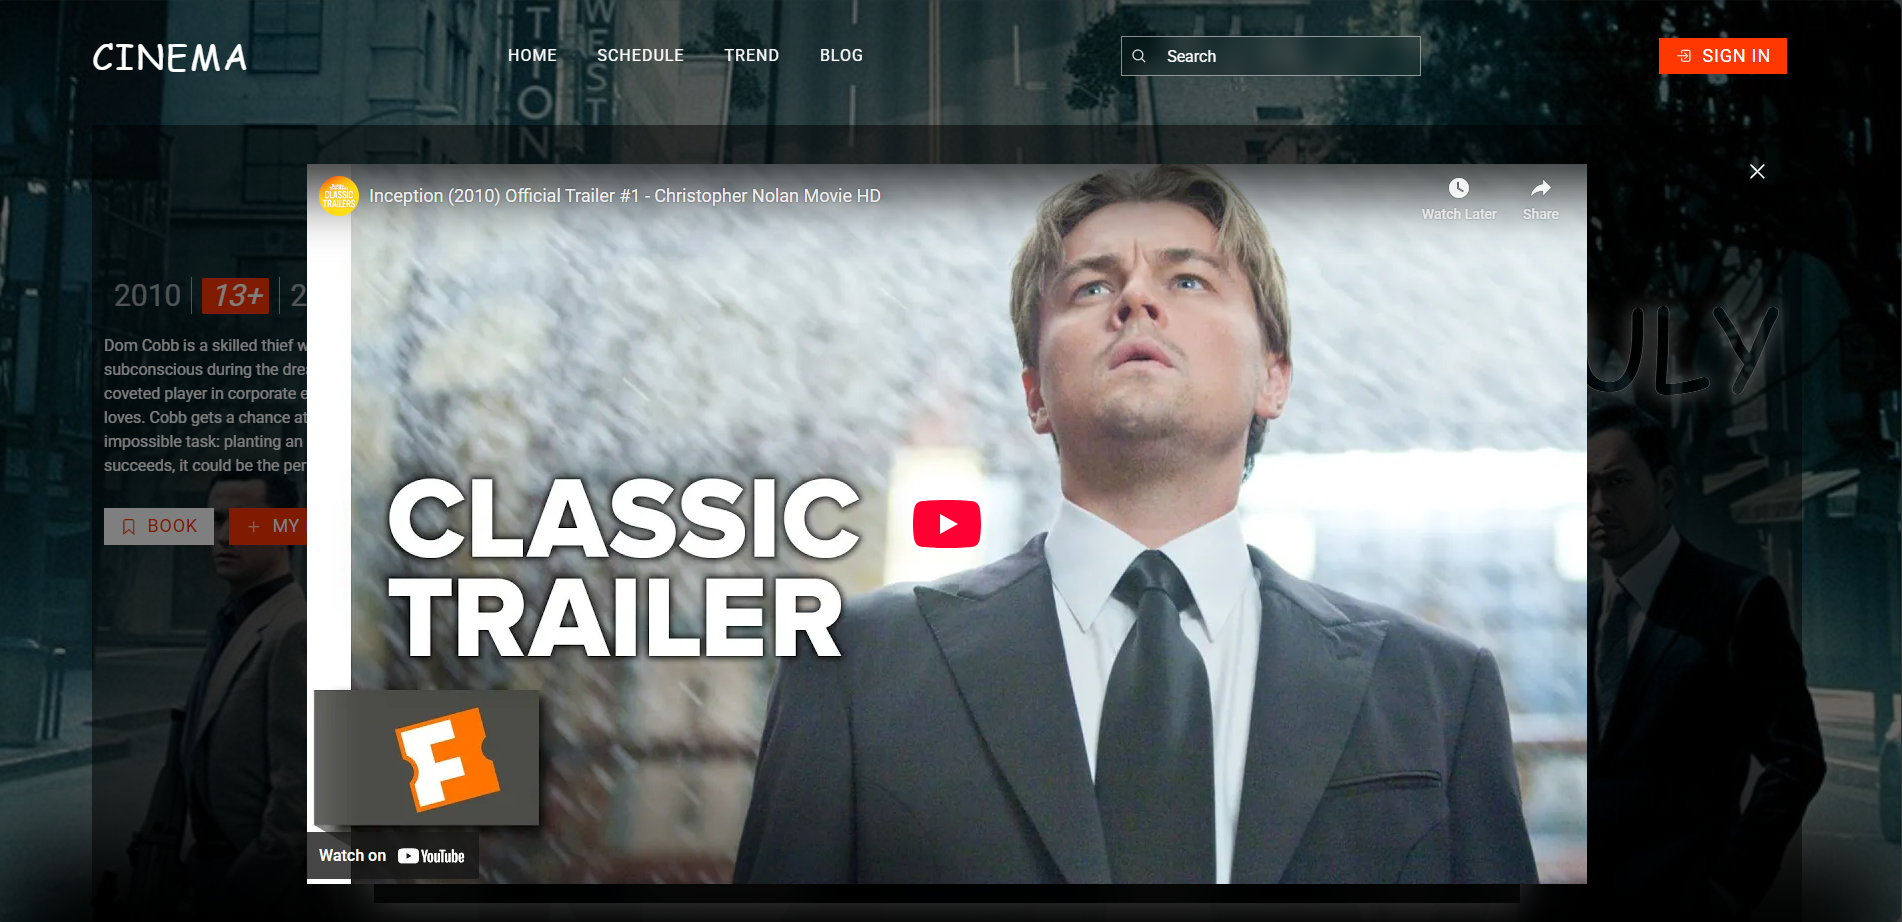 CINEMA
HOME
SCHEDULE
TREND
BLOG
Search
SIGN IN
TION
WEST
Inception (2010) Official Trailer #1 - Christopher Nolan Movie HD
CLASSIC
TRAILERS
Watch Later
Share
2010
13+
2
Dom Cobb is a skilled thief
subconscious during the
coveted player in corporate
loves. Cobb gets a chance at
impossible task: planting an
succeeds, it could be the
ULY
BOOK
MY
CLASSIC
TRAILER
F
Watch on YouTube